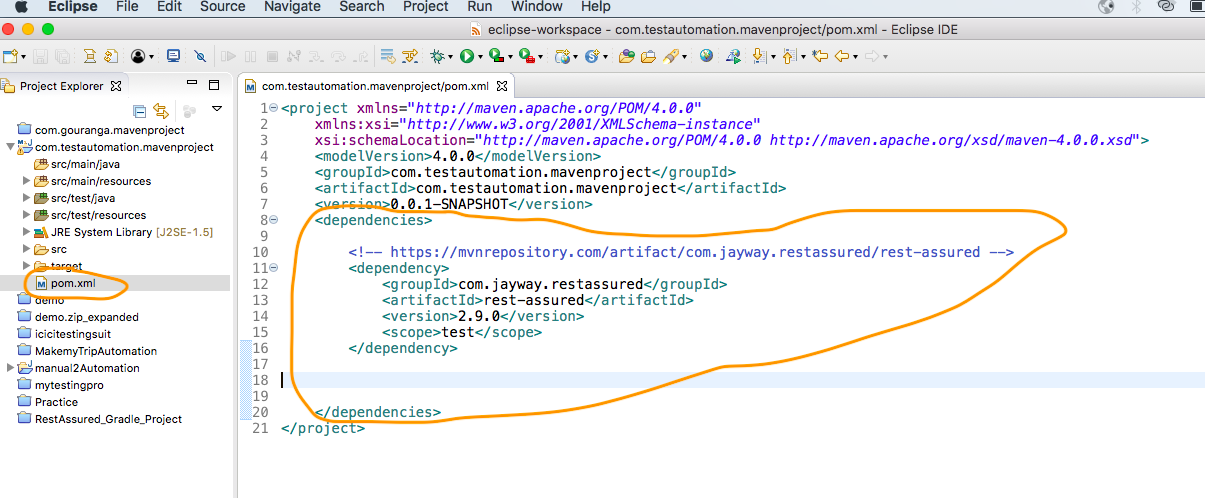 Eclipse File Edit Source Navigate Search Project Run Window Help
eclipse-workspace - com.testautomation.mavenproject/pom.xml - Eclipse IDE
Project Explorer
com.gouranga.mavenproject
com.testautomation.mavenproject
src/main/java
src/main/resources
src/test/java
src/test/resources
JRE System Library [J2SE-1.5]
src
target
pom.xml
demo
demo.zip_expanded
icicitestingsuit
MakemyTripAutomation
manual2Automation
mytestingpro
Practice
RestAssured_Gradle_Project
com.testautomation.mavenproject/pom.xml
1 <project xmlns="http://maven.apache.org/POM/4.0.0"
2 xmlns:xsi="http://www.w3.org/2001/XMLSchema-instance"
3 xsi:schemaLocation="http://maven.apache.org/POM/4.0.0 http://maven.apache.org/xsd/maven-4.0.0.xsd">
4 <modelVersion>4.0.0</modelVersion>
5 <groupId>com.testautomation.mavenproject</groupId>
6 <artifactId>com.testautomation.mavenproject</artifactId>
7 <version>0.0.1-SNAPSHOT</version>
8 <dependencies>
9
10 <!-- https://mvnrepository.com/artifact/com.jayway.restassured/rest-assured -->
11 <dependency>
12 <groupId>com.jayway.restassured</groupId>
13 <artifactId>rest-assured</artifactId>
14 <version>2.9.0</version>
15 <scope>test</scope>
16 </dependency>
17
18
19
20 </dependencies>
21 </project>